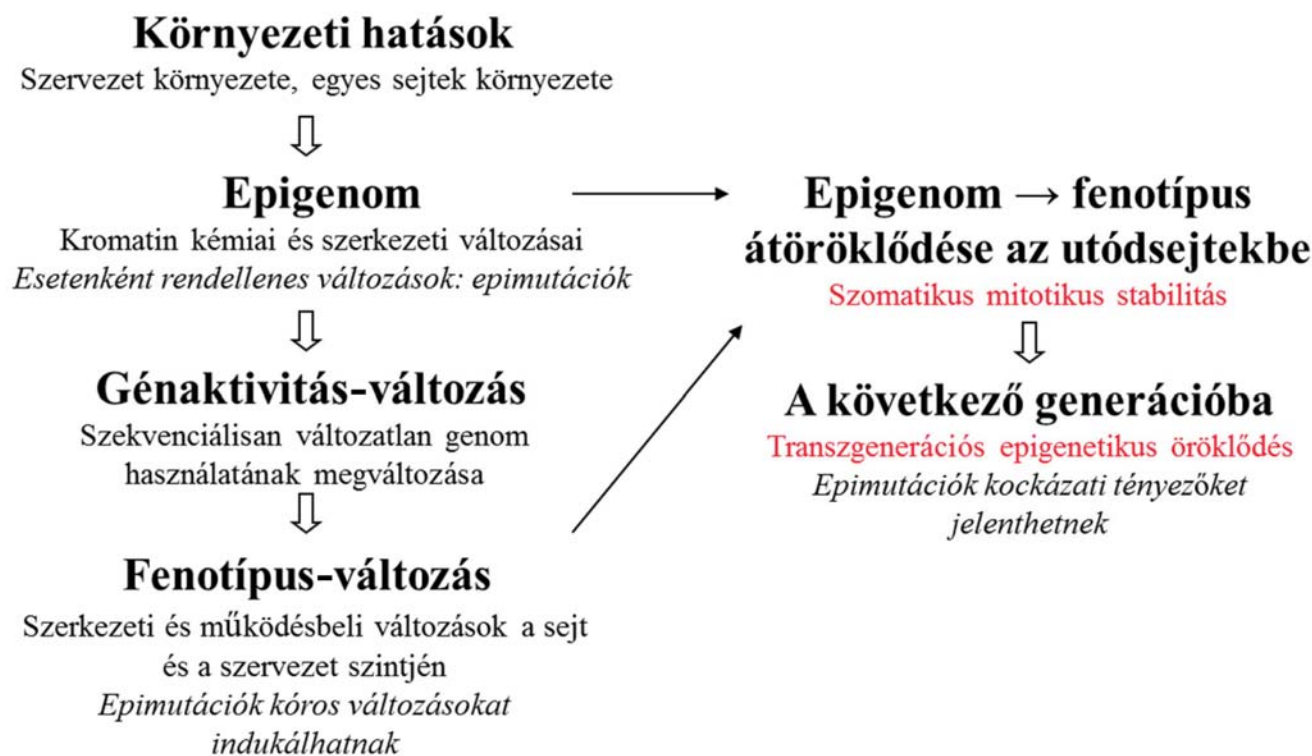 Környezeti hatások
Szervezet környezete, egyes sejtek környezete
Epigenom
Kromatin kémiai és szerkezeti változásai
Esetenként rendellenes változások: epimutációk
Génaktivitás-változás
Szekvenciálisan változatlan genom
használatának megváltozása
Fenotípus-változás
Szerkezeti és működésbeli változások a sejt
és a szervezet szintjén
Epimutációk kóros változásokat
indukálhatnak
Epigenom → fenotípus
átöröklődése az utódsejtekbe
Szomatikus mitotikus stabilitás
A következő generációba
Transzgenerációs epigenetikus öröklődés
Epimutációk kockázati tényezőket
jelenthetnek